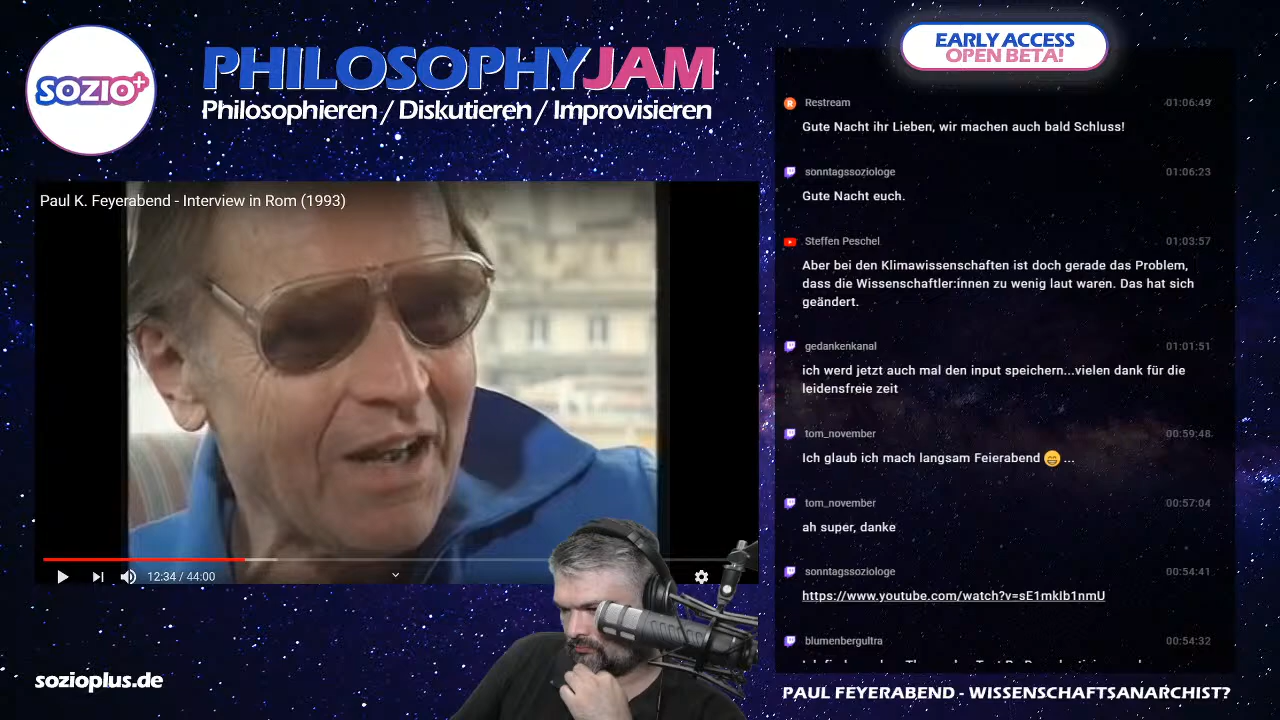 SOZIO+
PHILOSOPHYJAM
Philosophieren / Diskutieren / Improvisieren
EARLY ACCESS
OPEN BETA!
Paul K. Feyerabend - Interview in Rom (1993)
12:34 / 44:00
sozioplus.de
R Restream 01:06:49
Gute Nacht ihr Lieben, wir machen auch bald Schluss!
sonntagssoziologe 01:06:23
Gute Nacht euch.
Steffen Peschel 01:03:57
Aber bei den Klimawissenschaften ist doch gerade das Problem,
dass die Wissenschaftler:innen zu wenig laut waren. Das hat sich
geändert.
gedankenkanal 01:01:51
ich werd jetzt auch mal den input speichern...vielen dank für die
leidensfreie zeit
tom_november 00:59:48
Ich glaub ich mach langsam Feierabend 😄 ...
tom_november 00:57:04
ah super, danke
sonntagssoziologe 00:54:41
https://www.youtube.com/watch?v=sE1mkIb1nmU
blumenbergultra 00:54:32
PAUL FEYERABEND - WISSENSCHAFTSANARCHIST?